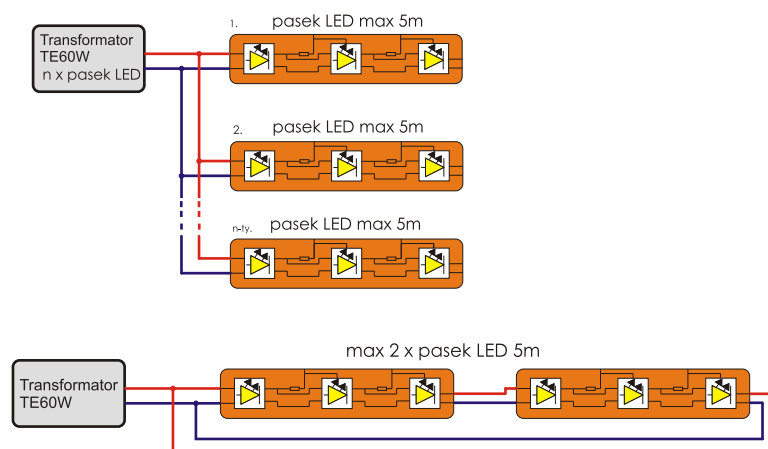 1. pasek LED max 5m
Transformator
TE60W
n x pasek LED
2. pasek LED max 5m
n-ty. pasek LED max 5m
max 2 x pasek LED 5m
Transformator
TE60W